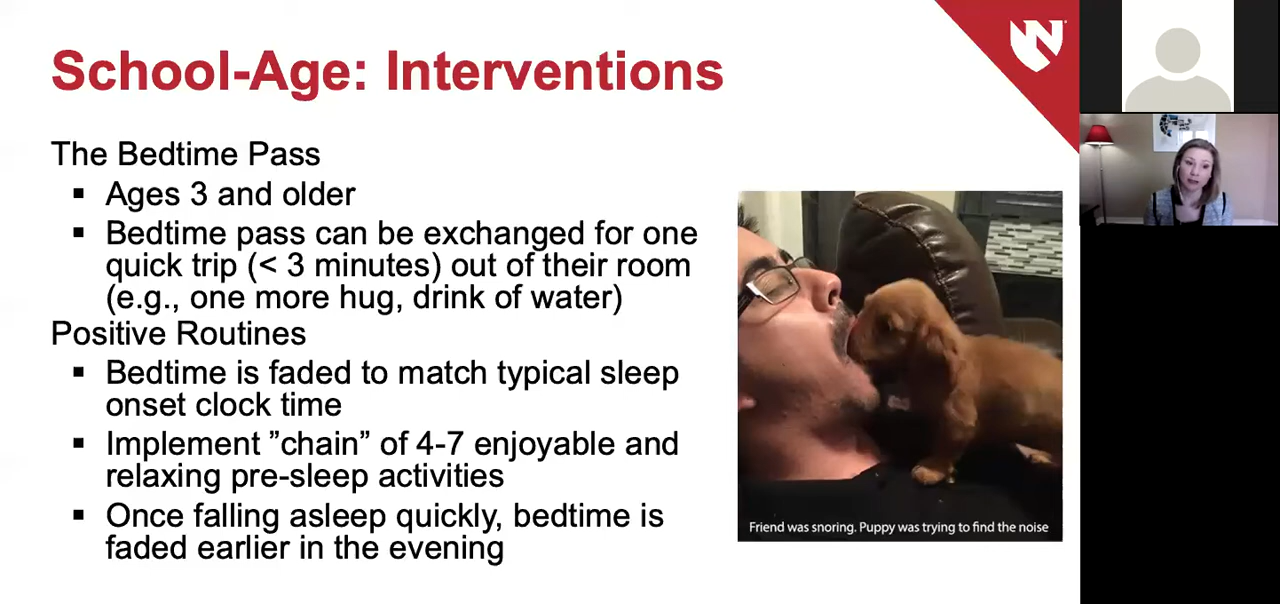 School-Age: Interventions
The Bedtime Pass
▪ Ages 3 and older
▪ Bedtime pass can be exchanged for one
quick trip (< 3 minutes) out of their room
(e.g., one more hug, drink of water)
Positive Routines
▪ Bedtime is faded to match typical sleep
onset clock time
▪ Implement ”chain” of 4-7 enjoyable and
relaxing pre-sleep activities
▪ Once falling asleep quickly, bedtime is
faded earlier in the evening
Friend was snoring. Puppy was trying to find the noise
N